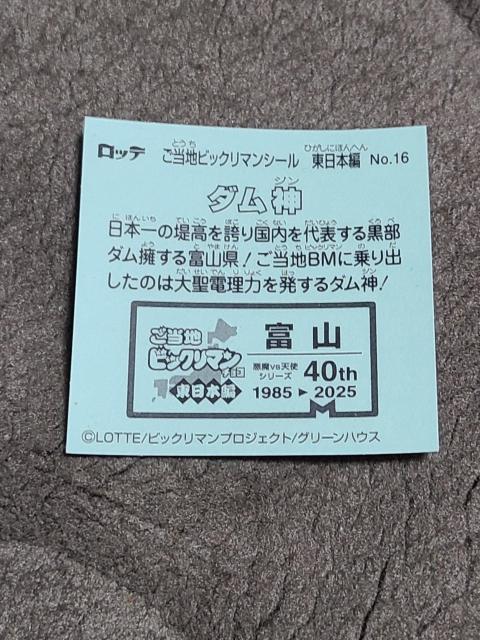 ロッテ ご当地ビックリマンシール 東日本編 No.16
ダム神
日本一の堤高を誇り国内を代表する黒部
ダム擁する富山県！ご当地BMに乗り出
したのは大聖電理力を発するダム神！
ご当地
ビックリマン
チョコ
東日本編
富山
悪魔vs天使
シリーズ 40th
1985▶2025
©LOTTE/ビックリマンプロジェクト/グリーンハウス